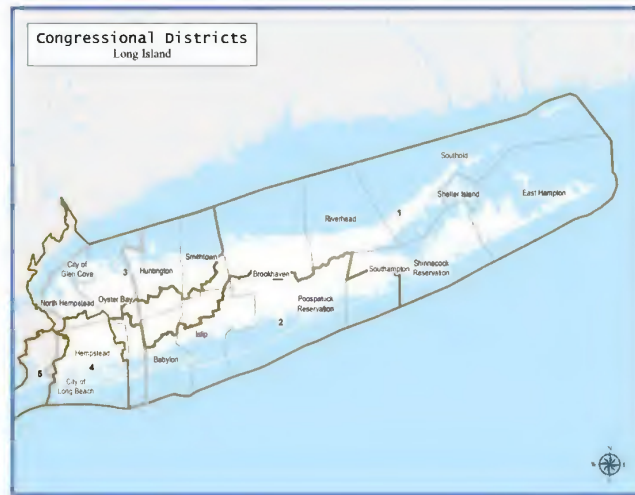 Congressional Districts
Long Island
Southold
Shelter Island
East Hampton
Riverhead
1
Smithtown
City of
Glen Cove
3
Huntington
Brookhaven
Southampton
Shinnecock
Reservation
North Hempstead
Oyster Bay
Poospatuck
Reservation
2
Islip
Hempstead
Babylon
5
4
City of
Long Beach